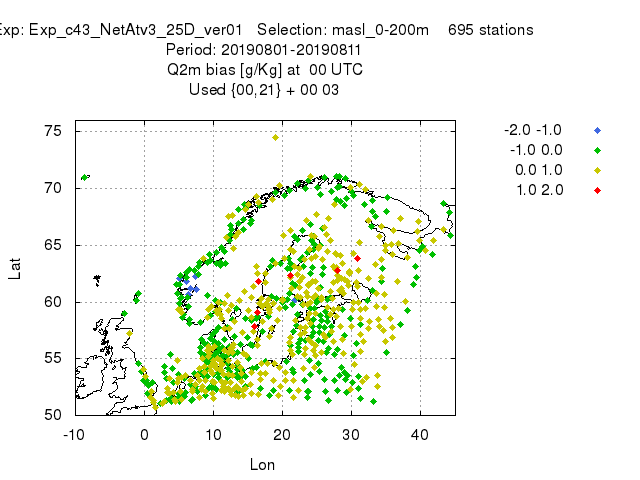 Exp: Exp_c43_NetAtv3_25D_ver01 Selection: masl_0-200m 695 stations
Period: 20190801-20190811
Q2m bias [g/Kg] at 00 UTC
Used {00,21} + 00 03
-2.0 -1.0
-1.0 0.0
0.0 1.0
1.0 2.0
75
70
65
60
55
50
Lat
-10 0 10 20 30 40
Lon